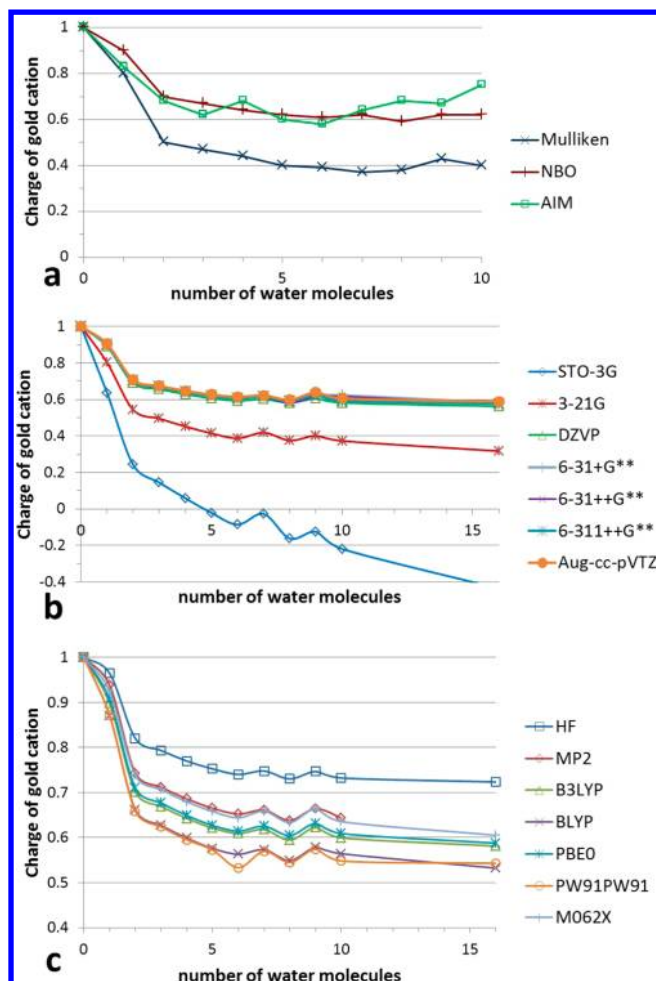 1
0.8
0.6
0.4
0.2
0
0 5 10
Charge of gold cation
number of water molecules
a
Mulliken
NBO
AIM
1
0.8
0.6
0.4
0.2
0
-0.2
-0.4
0 5 10 15
Charge of gold cation
number of water molecules
b
STO-3G
3-21G
DZVP
6-31+G**
6-31++G**
6-311++G**
Aug-cc-pVTZ
1
0.9
0.8
0.7
0.6
0.5
0.4
0 5 10 15
Charge of gold cation
number of water molecules
c
HF
MP2
B3LYP
BLYP
PBE0
PW91PW91
M062X